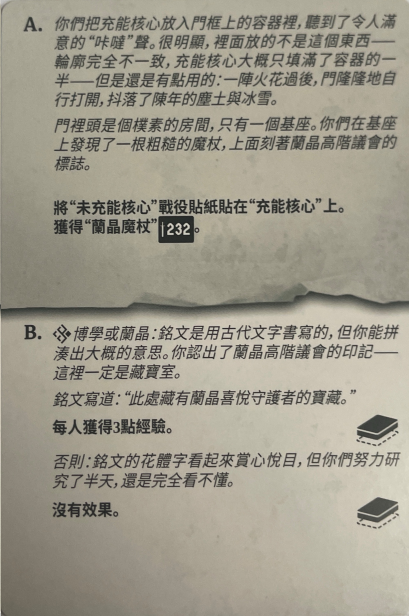 A. 你們把充能核心放入門框上的容器裡,聽到了令人滿
意的“咔噠”聲。很明顯,裡面放的不是這個東西——
輪廓完全不一致,充能核心大概只填滿了容器的一
半——但是還是有點用的:一陣火花過後,門隆隆地自
行打開,抖落了陳年的塵土與冰雪。
門裡頭是個樸素的房間,只有一個基座。你們在基座
上發現了一根粗糙的魔杖,上面刻著蘭晶高階議會的
標誌。
將“未充能核心”戰役貼紙貼在“充能核心”上。
獲得“蘭晶魔杖”232。
B. 博學或蘭晶:銘文是用古代文字書寫的,但你能拼
湊出大概的意思。你認出了蘭晶高階議會的印記——
這裡一定是藏寶室。
銘文寫道:“此處藏有蘭晶喜悅守護者的寶藏。”
每人獲得3點經驗。
否則:銘文的花體字看起來賞心悅目,但你們努力研
究了半天,還是完全看不懂。
沒有效果。